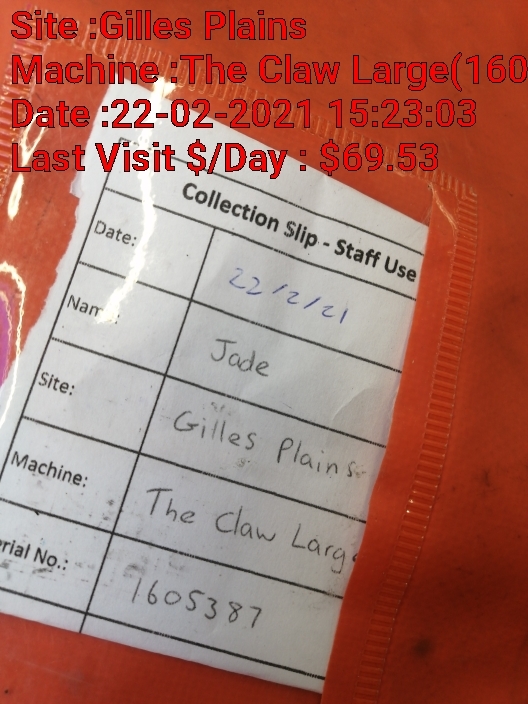 Site :Gilles Plains
Machine :The Claw Large(160
Date :22-02-2021 15:23:03
Last Visit $/Day : $69.53
Collection Slip - Staff Use
Date: 22/2/21
Nam : Jade
Site: Gilles Plains
Machine: The Claw Larg
erial No.: 1605387